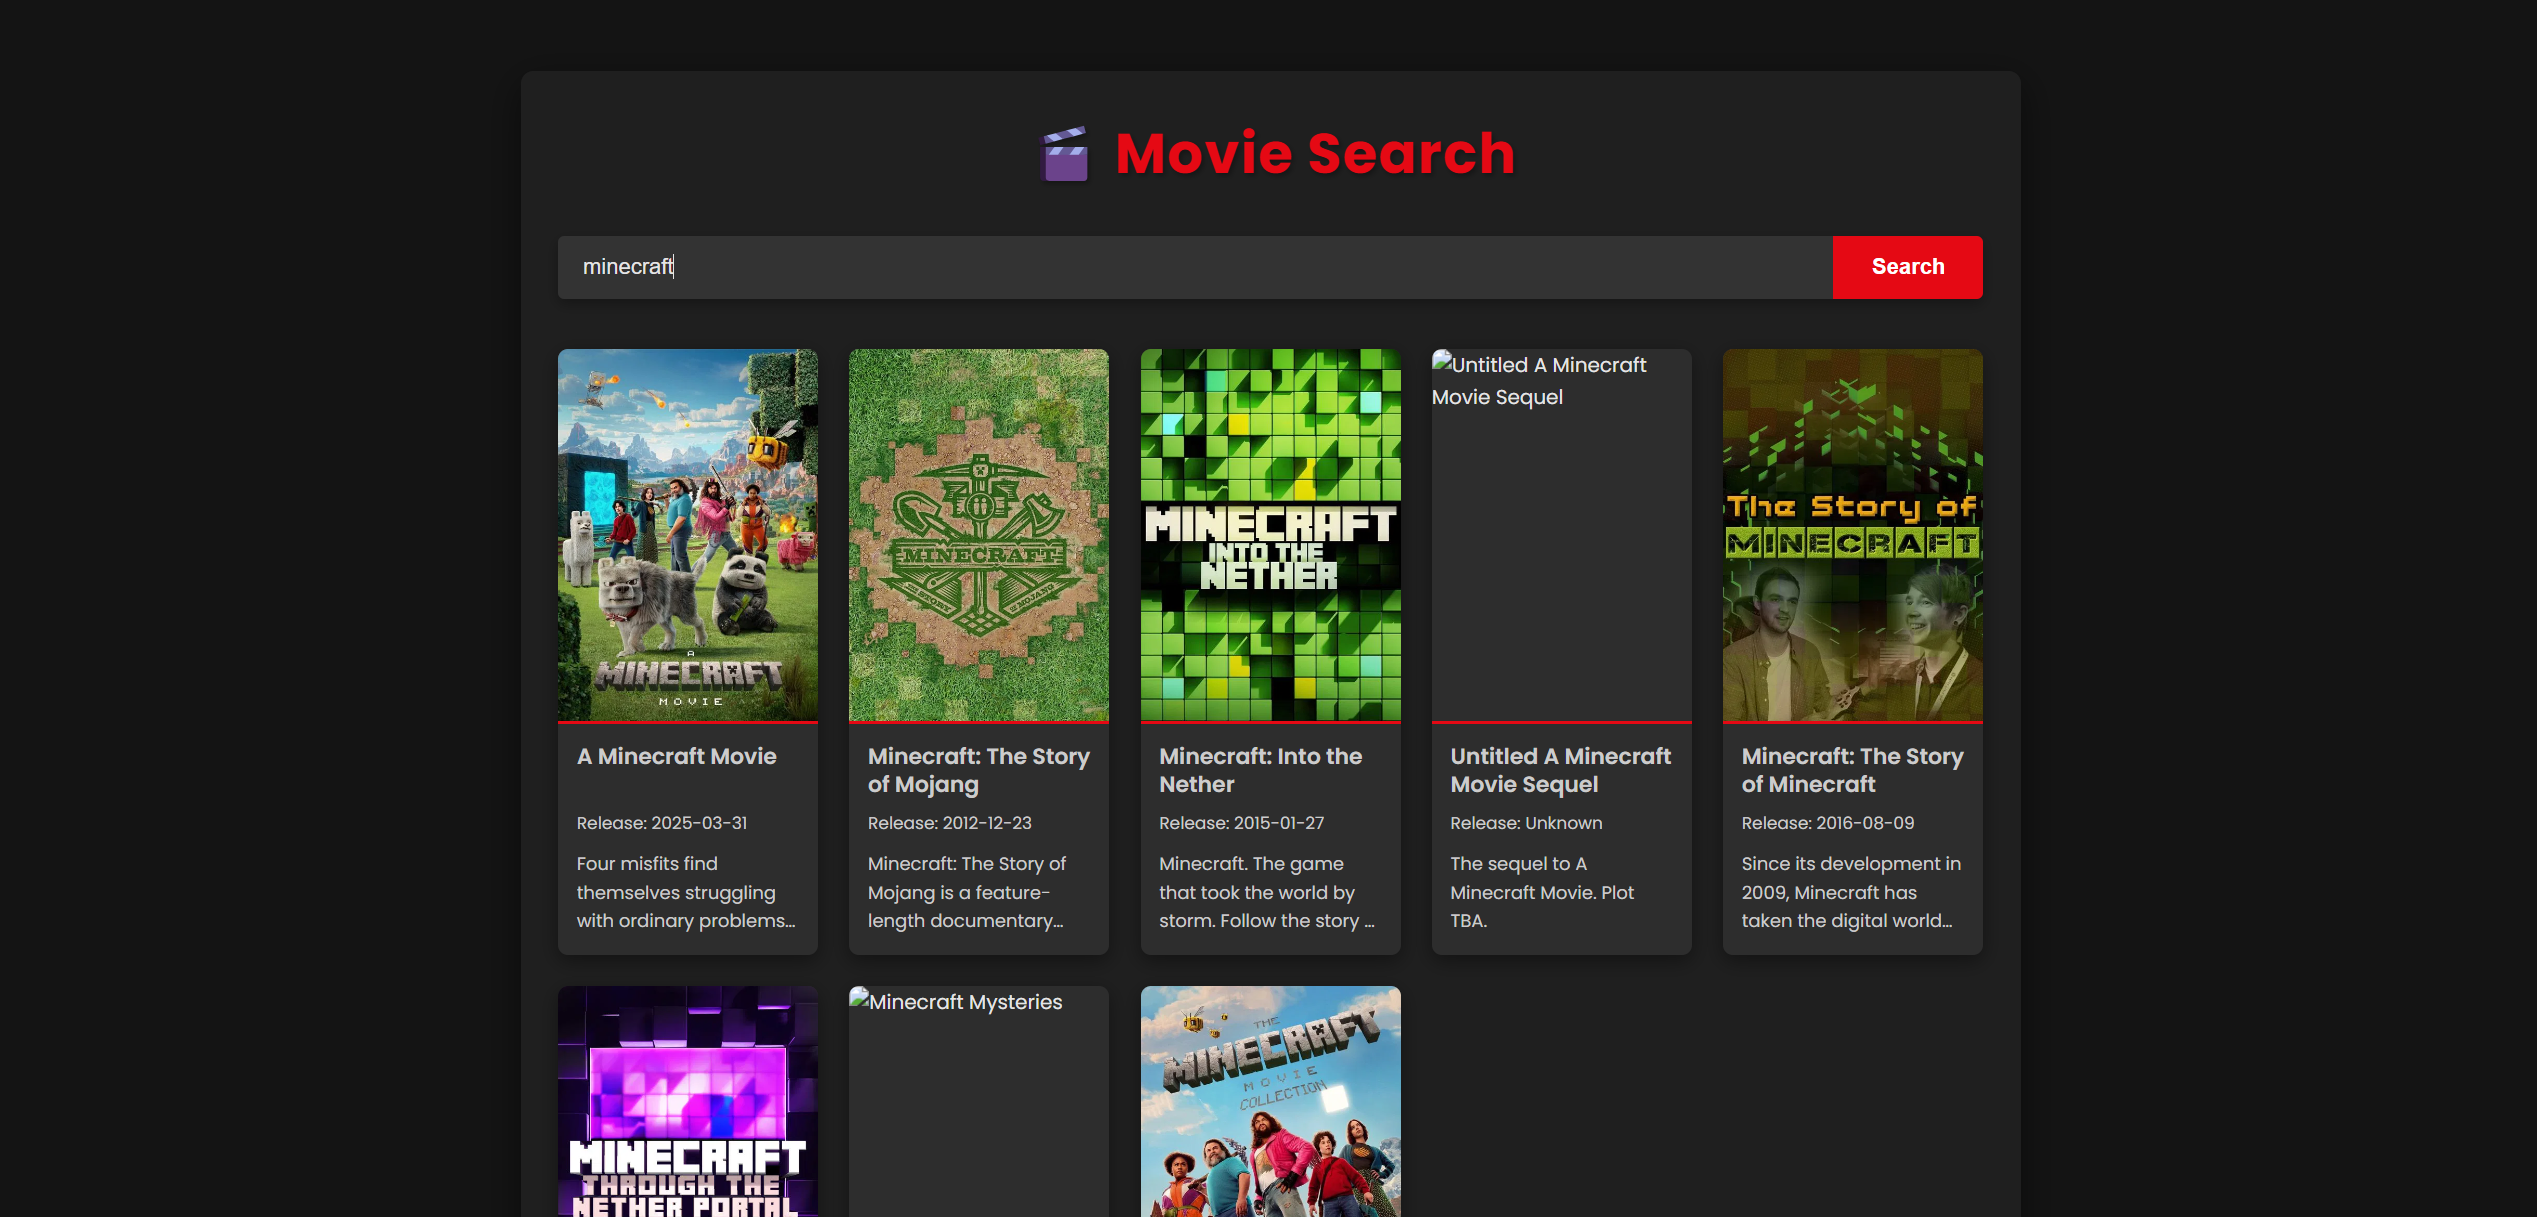 Movie Search
minecraft
Search
A
MINECRAFT
MOVIE
MINECRAFT
THE STORY OF MOJANG
MINECRAFT
INTO THE
NETHER
Untitled A Minecraft
Movie Sequel
The Story of
MINECRAFT
A Minecraft Movie
Release: 2025-03-31
Four misfits find
themselves struggling
with ordinary problems...
Minecraft: The Story
of Mojang
Release: 2012-12-23
Minecraft: The Story of
Mojang is a feature-
length documentary...
Minecraft: Into the
Nether
Release: 2015-01-27
Minecraft. The game
that took the world by
storm. Follow the story ...
Untitled A Minecraft
Movie Sequel
Release: Unknown
The sequel to A
Minecraft Movie. Plot
TBA.
Minecraft: The Story
of Minecraft
Release: 2016-08-09
Since its development in
2009, Minecraft has
taken the digital world...
MINECRAFT
THROUGH THE
NETHER PORTAL
Minecraft Mysteries
THE
MINECRAFT
MOVIE
COLLECTION